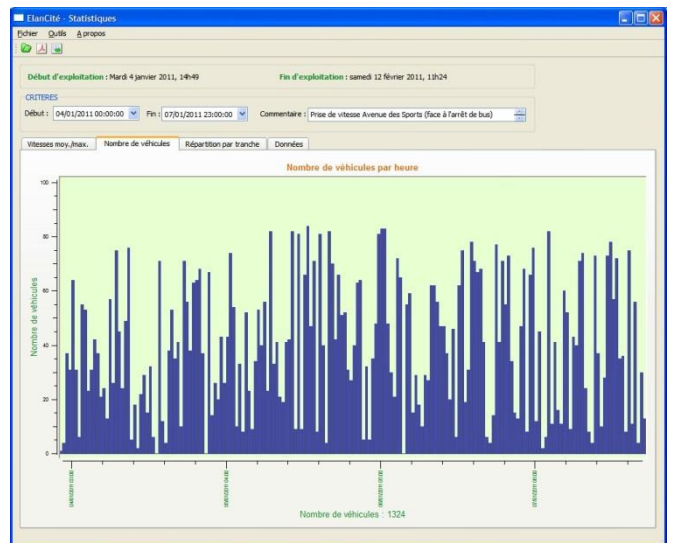 ElanCité - Statistiques
Fichier Outils A propos
Début d'exploitation : Mardi 4 janvier 2011, 14h49 Fin d'exploitation : samedi 12 février 2011, 11h24
CRITERES
Début : 04/01/2011 00:00:00 Fin : 07/01/2011 23:00:00 Commentaire : Prise de vitesse Avenue des Sports (face à l'arrêt de bus)
Vitesses moy./max. Nombre de véhicules Répartition par tranche Données
Nombre de véhicules par heure
100
80
60
40
20
0
Nombre de véhicules
Nombre de véhicules : 1324